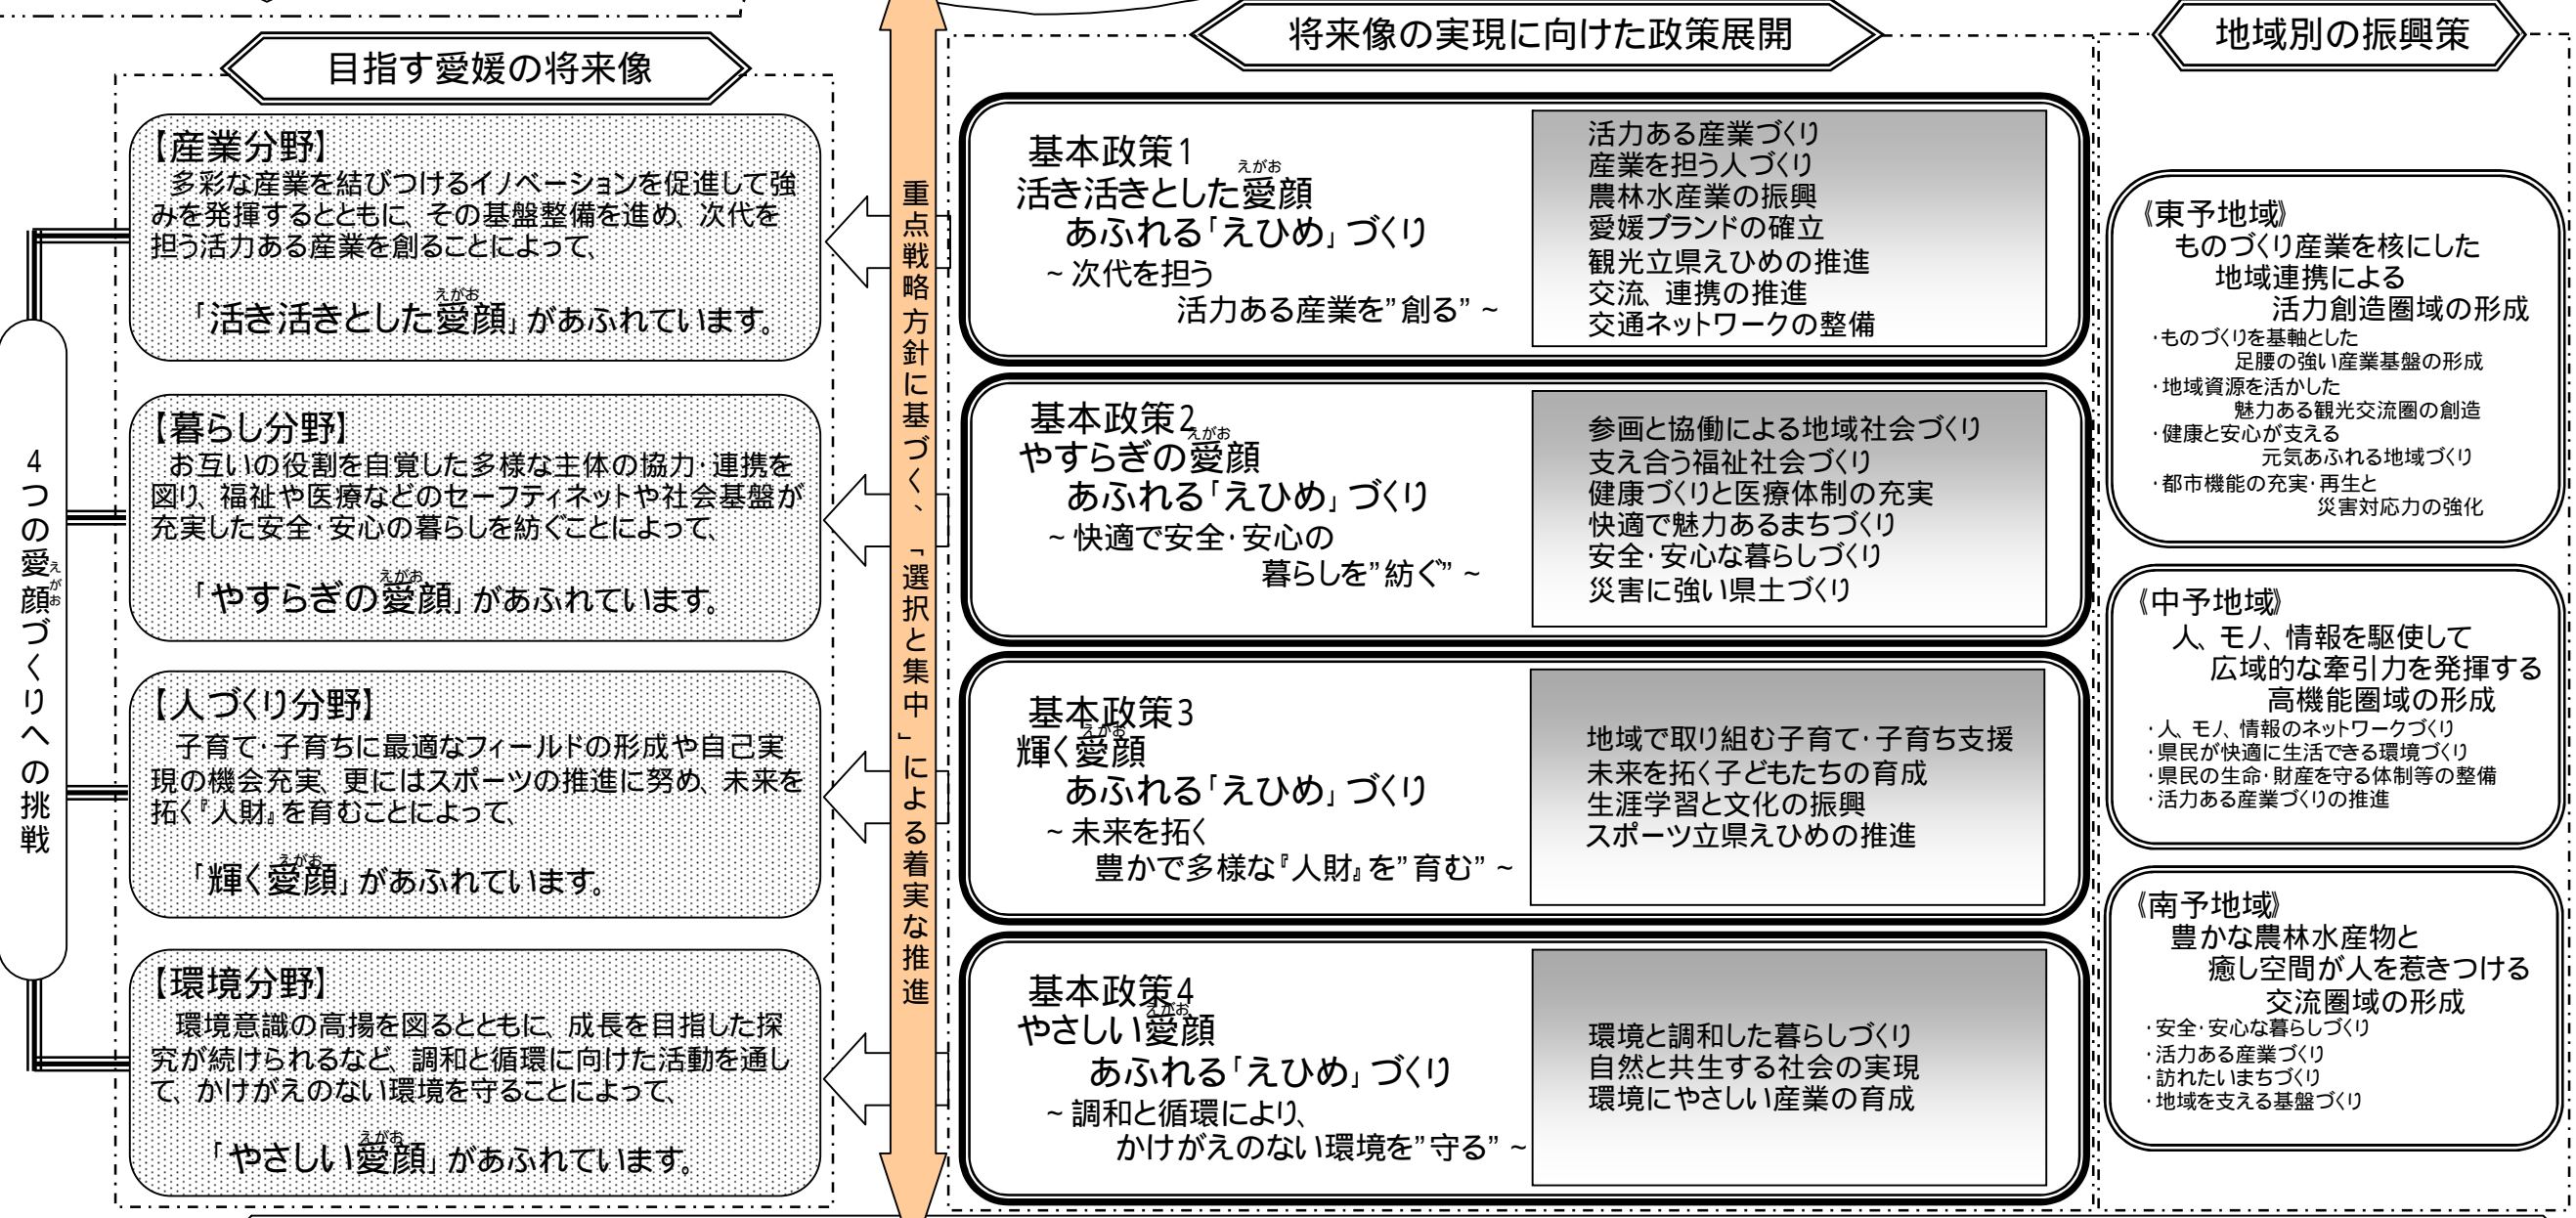 目指す愛媛の将来像
【産業分野】
多彩な産業を結びつけるイノベーションを促進して強
みを発揮するとともに、その基盤整備を進め、次代を
担う活力ある産業を創ることによって、
えがお
「活き活きとした愛顔」があふれています。
【暮らし分野】
お互いの役割を自覚した多様な主体の協力・連携を
図り、福祉や医療などのセーフティネットや社会基盤が
充実した安全・安心の暮らしを紡ぐことによって、
えがお
「やすらぎの愛顔」があふれています。
【人づくり分野】
子育て・子育ちに最適なフィールドの形成や自己実
現の機会充実、更にはスポーツの推進に努め、未来を
拓く『人財』を育むことによって、
えがお
「輝く愛顔」があふれています。
【環境分野】
環境意識の高揚を図るとともに、成長を目指した探
究が続けられるなど、調和と循環に向けた活動を通し
て、かけがえのない環境を守ることによって、
えがお
「やさしい愛顔」があふれています。
4つの愛顔づくりへの挑戦
えがお
重点戦略方針に基づく、「選択と集中」による着実な推進
将来像の実現に向けた政策展開
基本政策1
えがお
活き活きとした愛顔
あふれる「えひめ」づくり
~次代を担う
活力ある産業を”創る”~
活力ある産業づくり
産業を担う人づくり
農林水産業の振興
愛媛ブランドの確立
観光立県えひめの推進
交流、連携の推進
交通ネットワークの整備
基本政策2
えがお
やすらぎの愛顔
あふれる「えひめ」づくり
~快適で安全・安心の
暮らしを”紡ぐ”~
参画と協働による地域社会づくり
支え合う福祉社会づくり
健康づくりと医療体制の充実
快適で魅力あるまちづくり
安全・安心な暮らしづくり
災害に強い県土づくり
基本政策3
えがお
輝く愛顔
あふれる「えひめ」づくり
~未来を拓く
豊かで多様な『人財』を”育む”~
地域で取り組む子育て・子育ち支援
未来を拓く子どもたちの育成
生涯学習と文化の振興
スポーツ立県えひめの推進
基本政策4
えがお
やさしい愛顔
あふれる「えひめ」づくり
~調和と循環により、
かけがえのない環境を”守る”~
環境と調和した暮らしづくり
自然と共生する社会の実現
環境にやさしい産業の育成
地域別の振興策
《東予地域》
ものづくり産業を核にした
地域連携による
活力創造圏域の形成
・ものづくりを基軸とした
足腰の強い産業基盤の形成
・地域資源を活かした
魅力ある観光交流圏の創造
・健康と安心が支える
元気あふれる地域づくり
・都市機能の充実・再生と
災害対応力の強化
《中予地域》
人、モノ、情報を駆使して
広域的な牽引力を発揮する
高機能圏域の形成
・人、モノ、情報のネットワークづくり
・県民が快適に生活できる環境づくり
・県民の生命・財産を守る体制等の整備
・活力ある産業づくりの推進
《南予地域》
豊かな農林水産物と
癒し空間が人を惹きつける
交流圏域の形成
・安全・安心な暮らしづくり
・活力ある産業づくり
・訪れたいまちづくり
・地域を支える基盤づくり